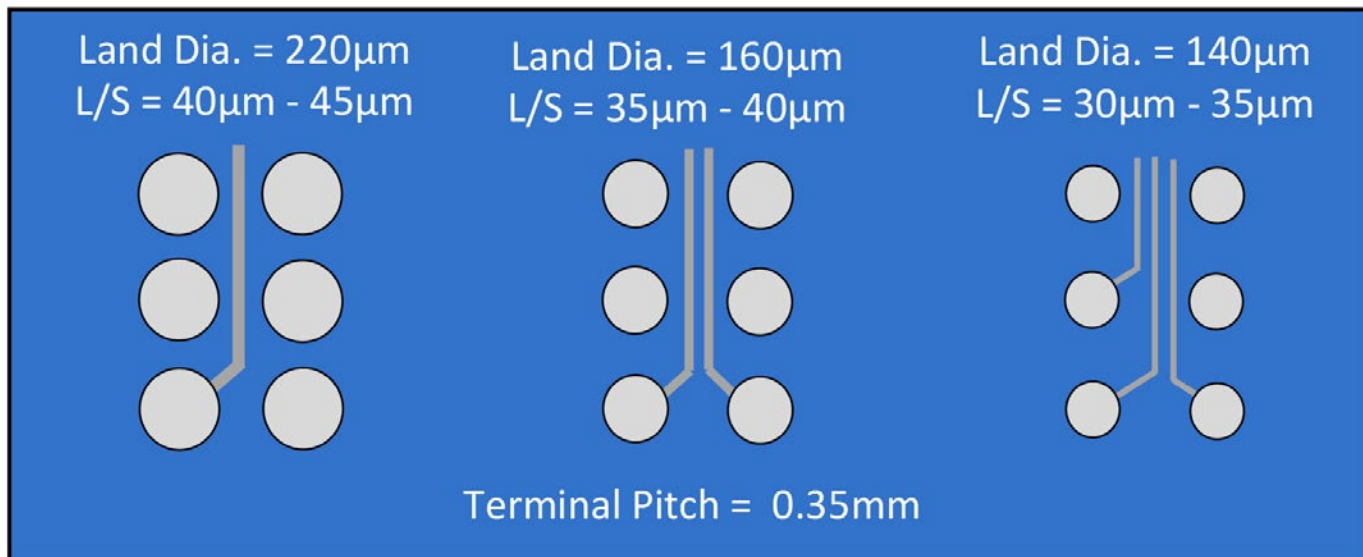 Land Dia. = 220µm
L/S = 40µm - 45µm
Land Dia. = 160µm
L/S = 35µm - 40µm
Land Dia. = 140µm
L/S = 30µm - 35µm
Terminal Pitch =  0.35mm